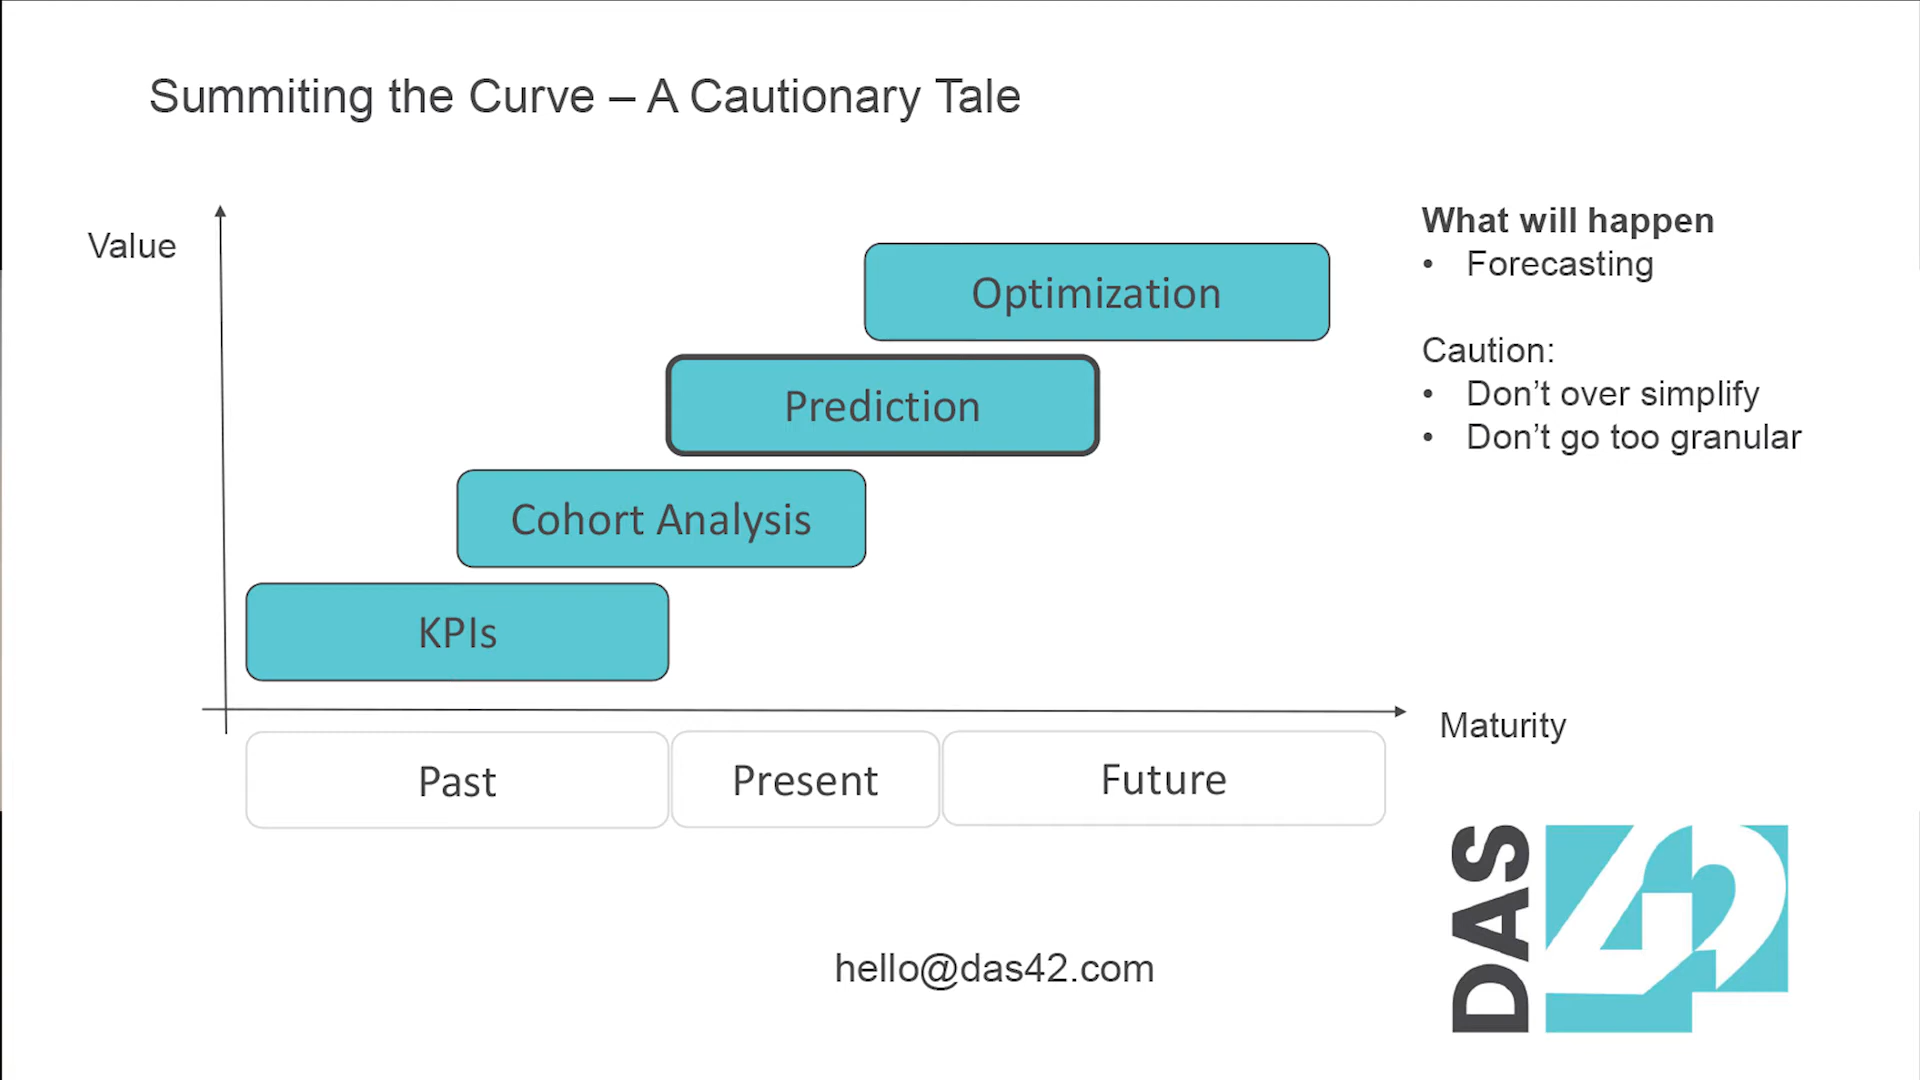 Summiting the Curve – A Cautionary Tale
Value
Optimization
Prediction
Cohort Analysis
KPIs
Maturity
Past
Present
Future
What will happen
• Forecasting
Caution:
• Don’t over simplify
• Don’t go too granular
hello@das42.com
DAS
42